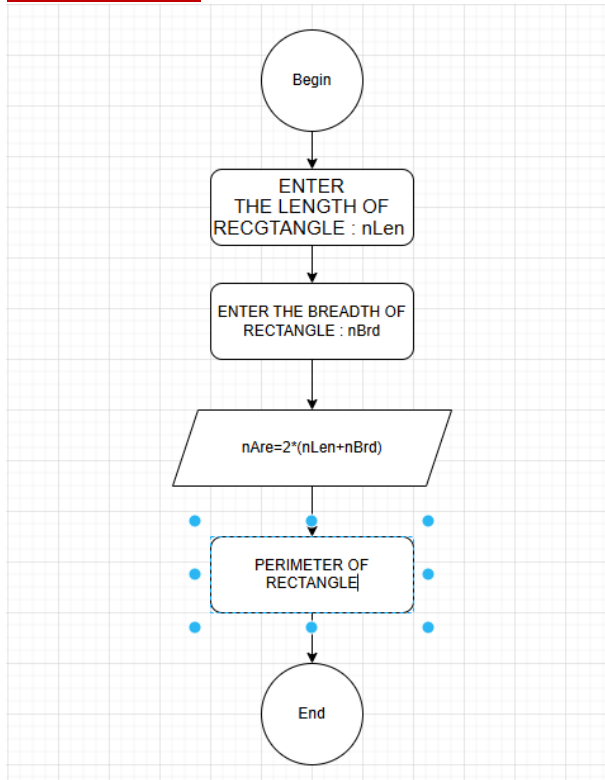 Begin
ENTER
THE LENGTH OF
RECGTANGLE : nLen
ENTER THE BREADTH OF
RECTANGLE : nBrd
nAre=2*(nLen+nBrd)
PERIMETER OF
RECTANGLE
End